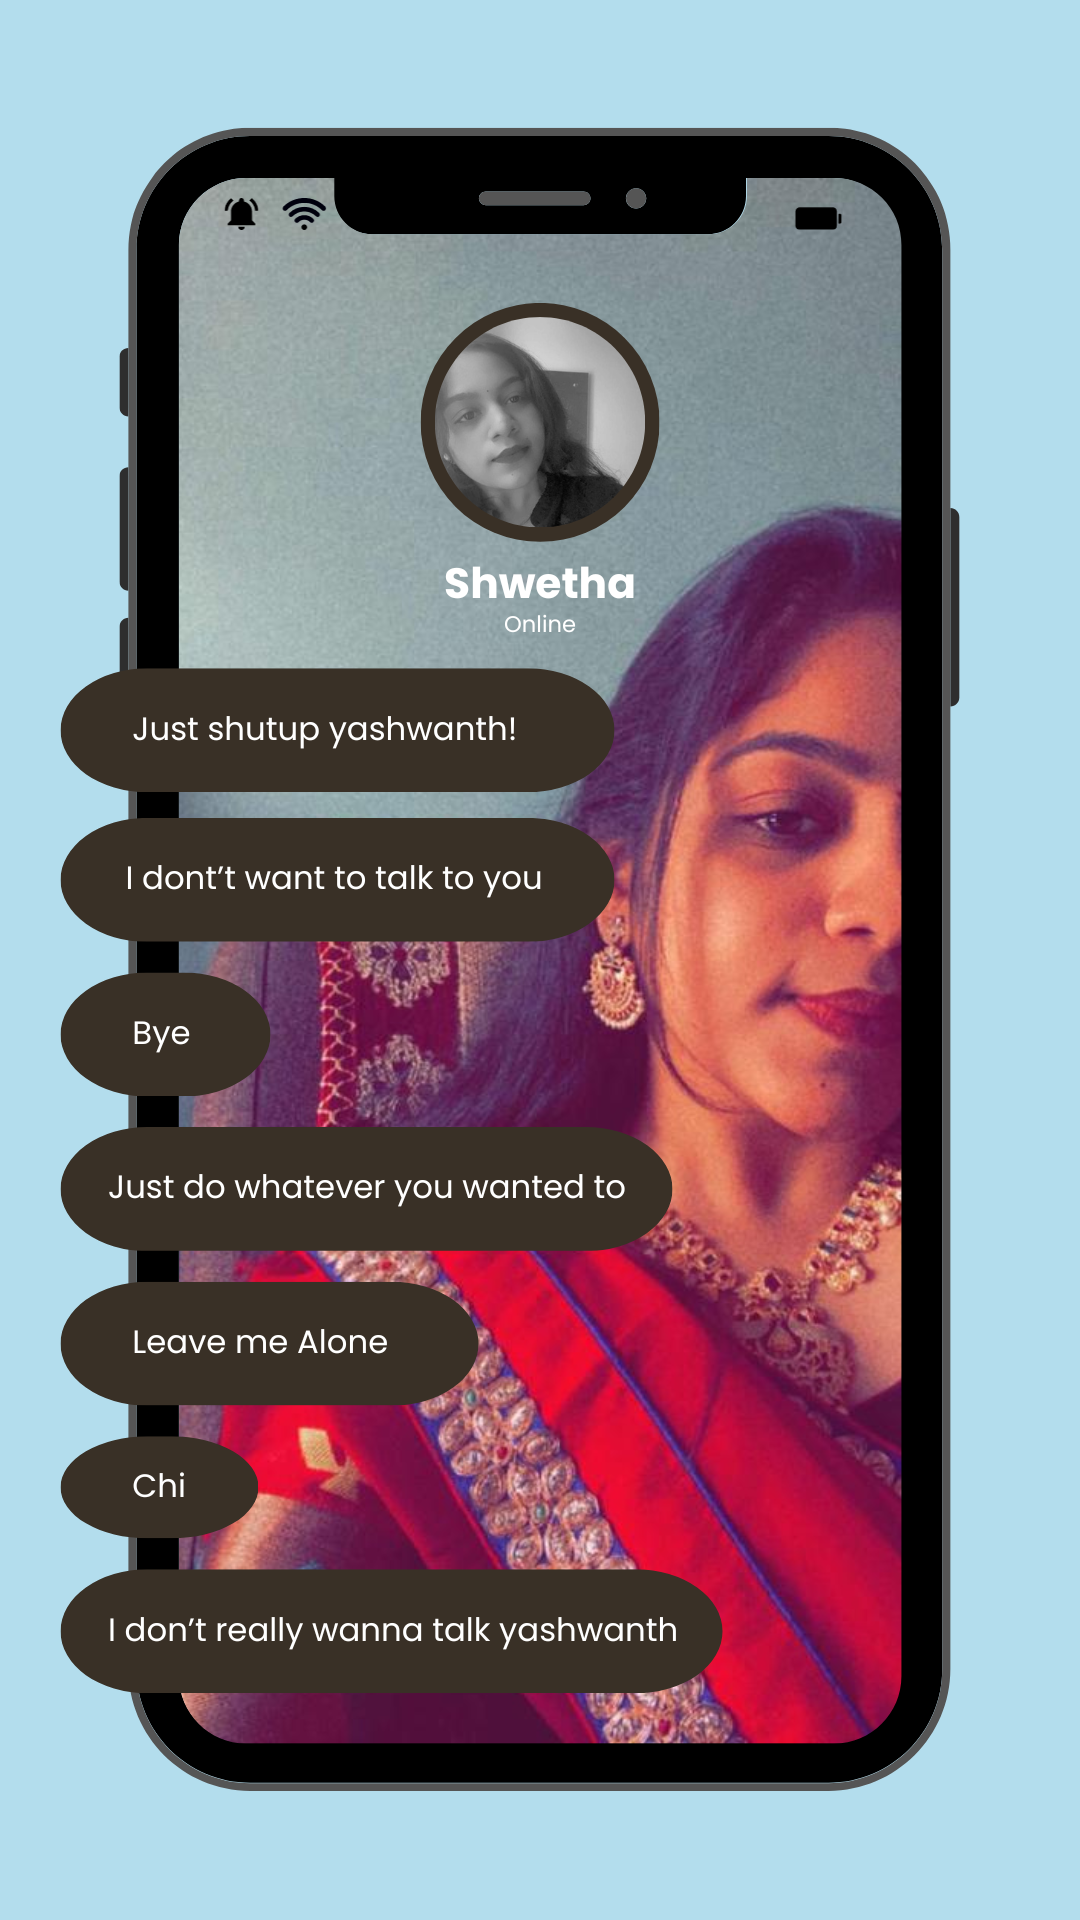 Shwetha
Online
Just shutup yashwanth!
I dont’t want to talk to you
Bye
Just do whatever you wanted to
Leave me Alone
Chi
I don’t really wanna talk yashwanth